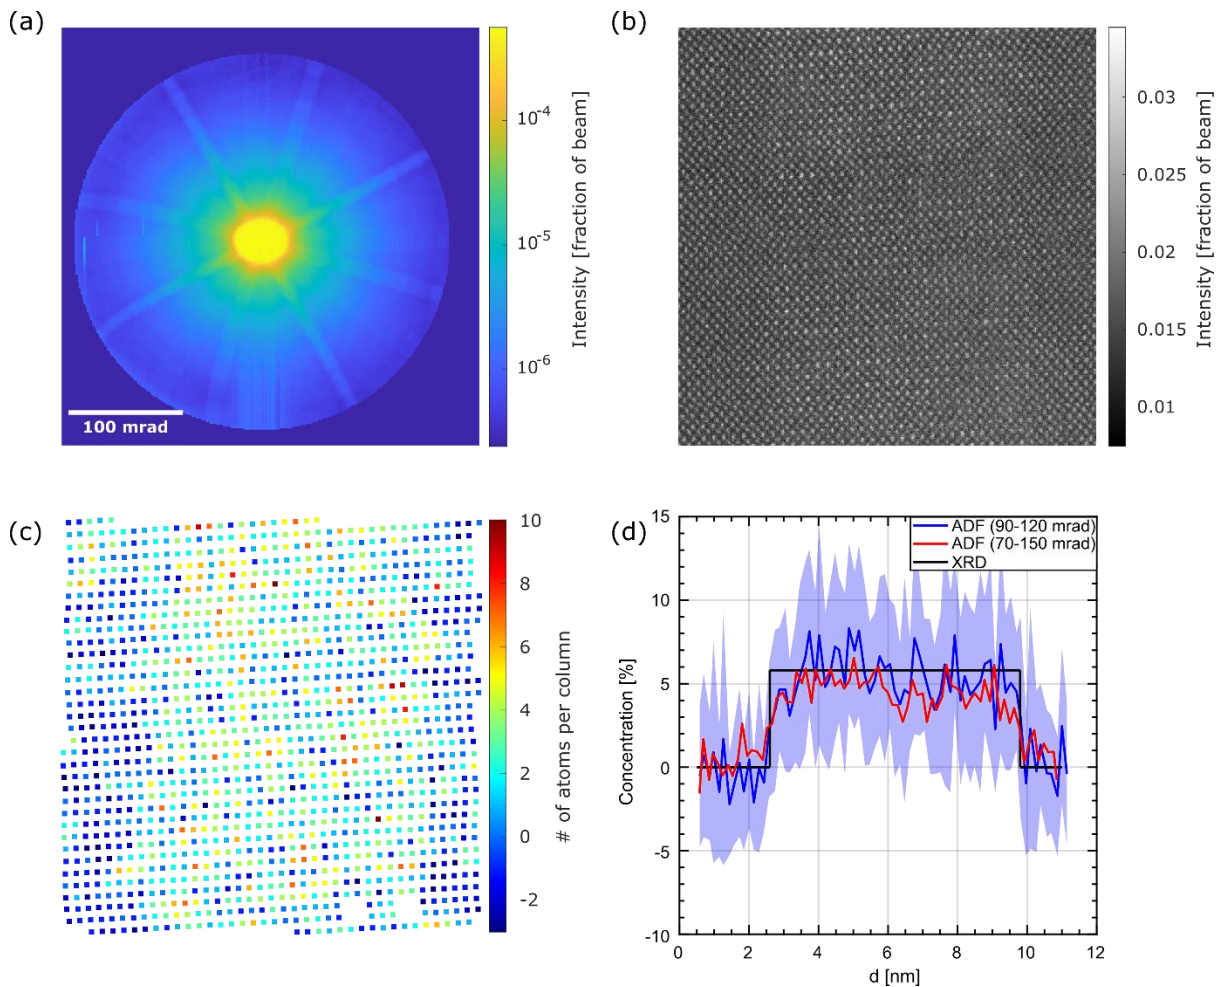 (a)
100 mrad
10-4
10-5
10-6
Intensity [fraction of beam]
(b)
0.03
0.025
0.02
0.015
0.01
Intensity [fraction of beam]
(c)
10
8
6
4
2
0
-2
# of atoms per column
(d)
15
10
5
0
-5
-10
Concentration [%]
ADF (90-120 mrad)
ADF (70-150 mrad)
XRD
0 2 4 6 8 10 12
d [nm]